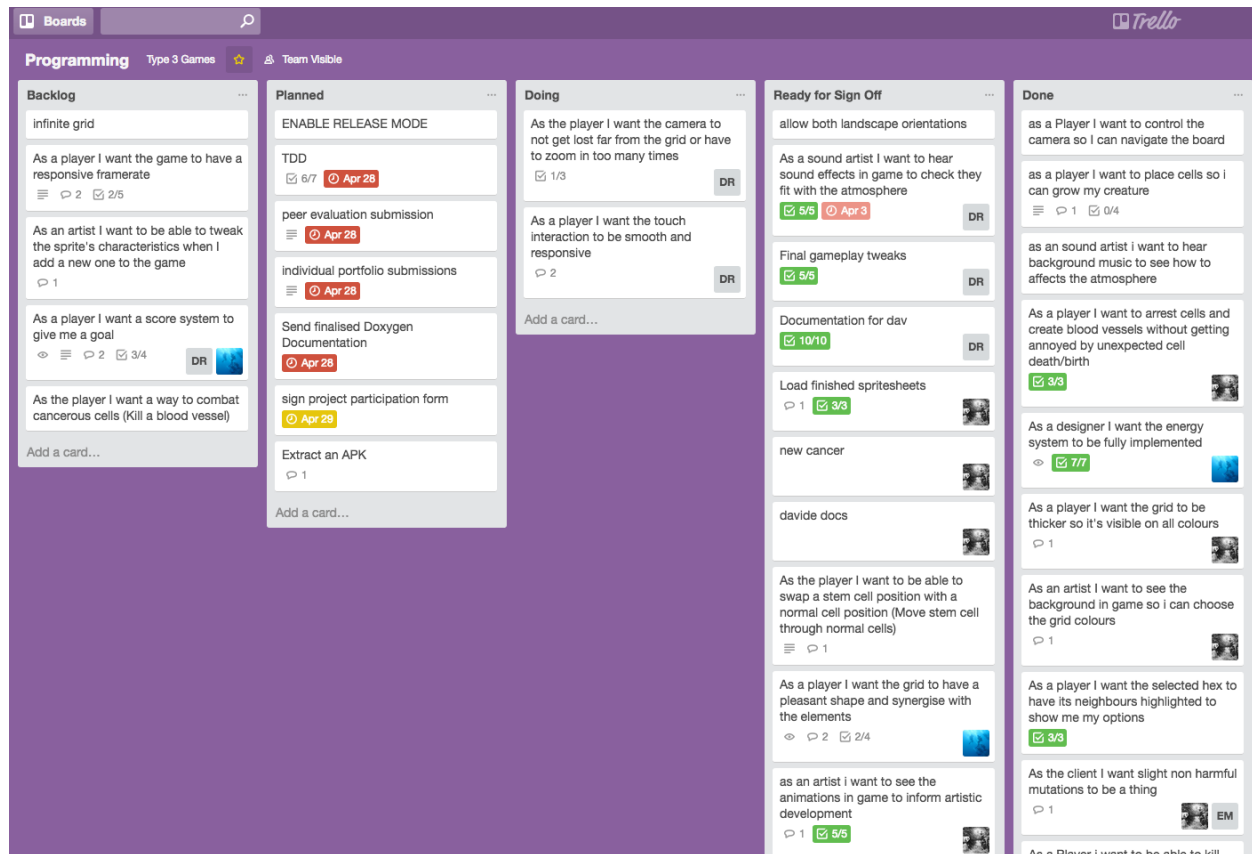 Boards
Trello
Programming
Type 3 Games
Team Visible
Backlog
infinite grid
As a player I want the game to have a
responsive framerate
2
2/5
As an artist I want to be able to tweak
the sprite's characteristics when I
add a new one to the game
1
As a player I want a score system to
give me a goal
2
3/4
DR
As the player I want a way to combat
cancerous cells (Kill a blood vessel)
Add a card...
Planned
ENABLE RELEASE MODE
TDD
6/7
Apr 28
peer evaluation submission
Apr 28
individual portfolio submissions
Apr 28
Send finalised Doxygen
Documentation
Apr 28
sign project participation form
Apr 29
Extract an APK
1
Add a card...
Doing
As the player I want the camera to
not get lost far from the grid or have
to zoom in too many times
1/3
DR
As a player I want the touch
interaction to be smooth and
responsive
2
DR
Add a card...
Ready for Sign Off
allow both landscape orientations
As a sound artist I want to hear
sound effects in game to check they
fit with the atmosphere
5/5
Apr 3
DR
Final gameplay tweaks
5/5
DR
Documentation for dav
10/10
DR
Load finished spritesheets
1
3/3
new cancer
davide docs
As the player I want to be able to
swap a stem cell position with a
normal cell position (Move stem cell
through normal cells)
1
As a player I want the grid to have a
pleasant shape and synergise with
the elements
2
2/4
as an artist i want to see the
animations in game to inform artistic
development
1
5/5
Done
as a Player I want to control the
camera so I can navigate the board
as a player I want to place cells so i
can grow my creature
1
0/4
as an sound artist i want to hear
background music to see how to
affects the atmosphere
As a player I want to arrest cells and
create blood vessels without getting
annoyed by unexpected cell
death/birth
3/3
As a designer I want the energy
system to be fully implemented
7/7
As a player I want the grid to be
thicker so it's visible on all colours
1
As an artist I want to see the
background in game so i can choose
the grid colours
1
As a player I want the selected hex to
have its neighbours highlighted to
show me my options
3/3
As the client I want slight non harmful
mutations to be a thing
1
EM
As a Player i want to be able to kill